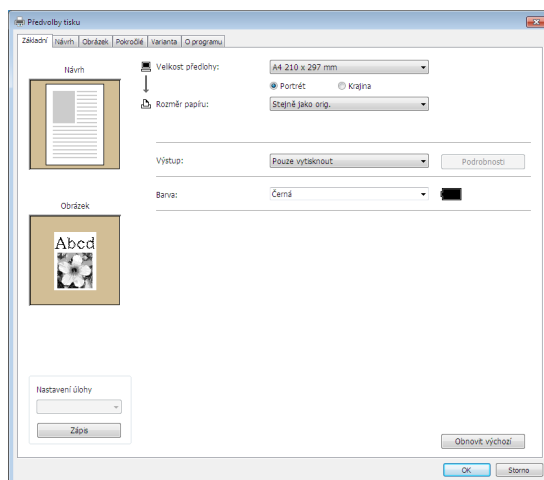 Předvolby tisku
Základní Návrh Obrázek Pokročilé Varianta O programu
Návrh
Velikost předlohy: A4 210 x 297 mm
Portrét Krajina
Rozměr papíru: Stejně jako orig.
Výstup: Pouze vytisknout Podrobnosti
Barva: Černá
Obrázek
Abcd
Nastavení úlohy
Zápis
Obnovit výchozí
OK Storno